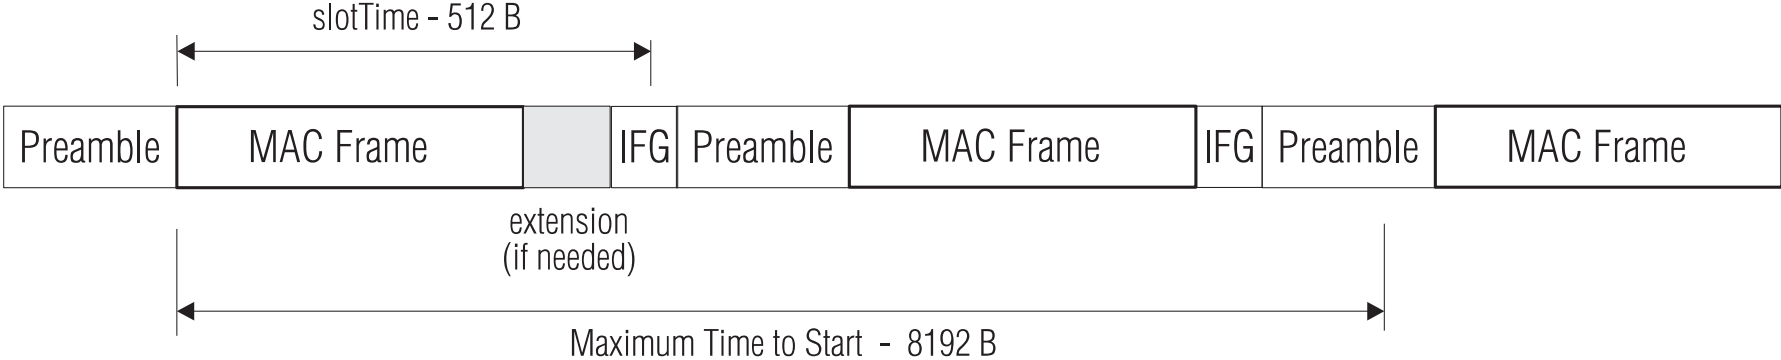 slotTime - 512 B
Preamble MAC Frame IFG Preamble MAC Frame IFG Preamble MAC Frame
extension
(if needed)
Maximum Time to Start - 8192 B